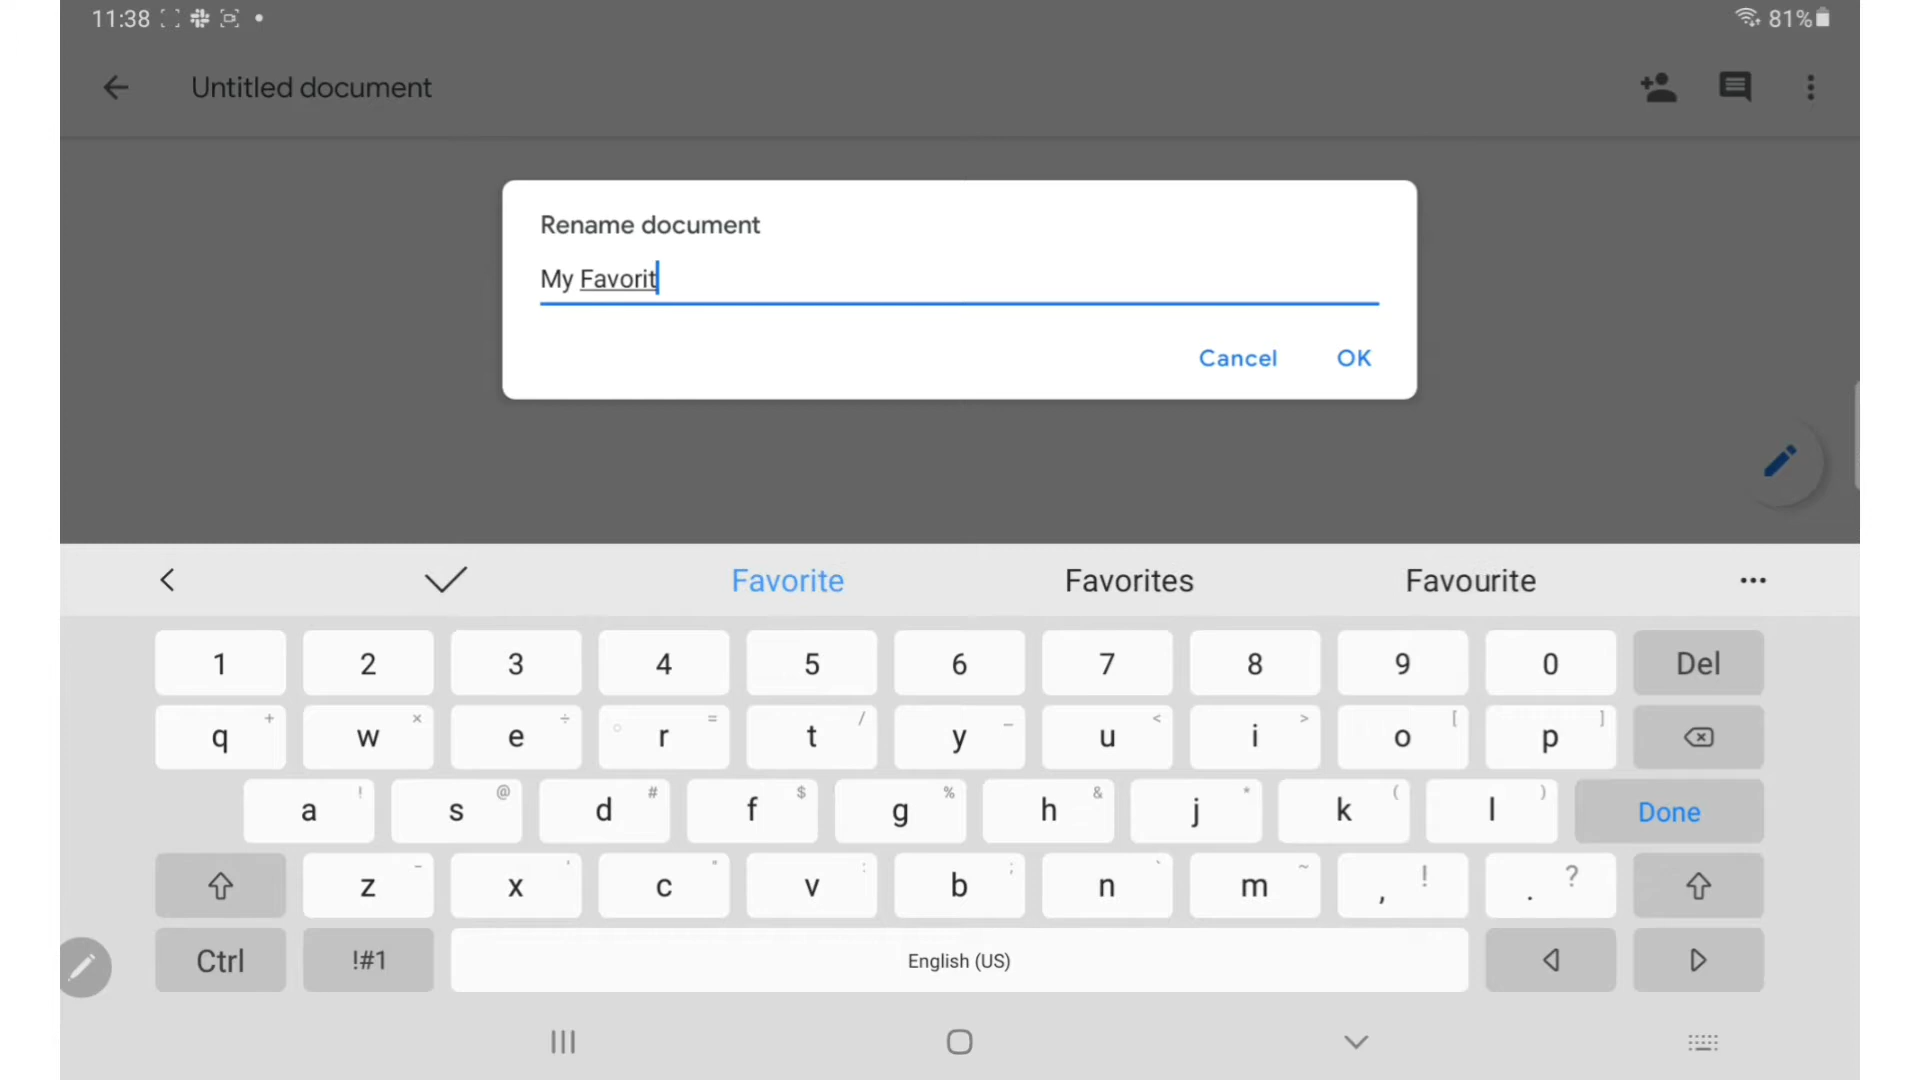 11:38 81%
Untitled document
Rename document
My Favorit
Cancel OK
Favorite Favorites Favourite ...
1 2 3 4 5 6 7 8 9 0 Del
q + w × e ÷ r = t / y _ u < i > o [ p ]
a ! s @ d # f $ g % h & j * k ( l ) Done
z - x ' c " v : b ; n ` m ~ , ! . ?
Ctrl !#1 English (US)